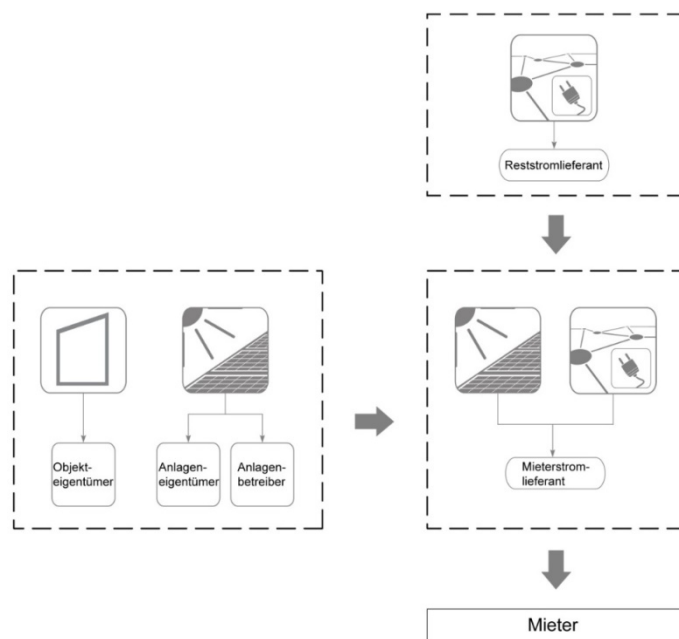 Reststromlieferant
Objekt-
eigentümer
Anlagen-
eigentümer
Anlagen-
betreiber
Mieterstrom-
lieferant
Mieter